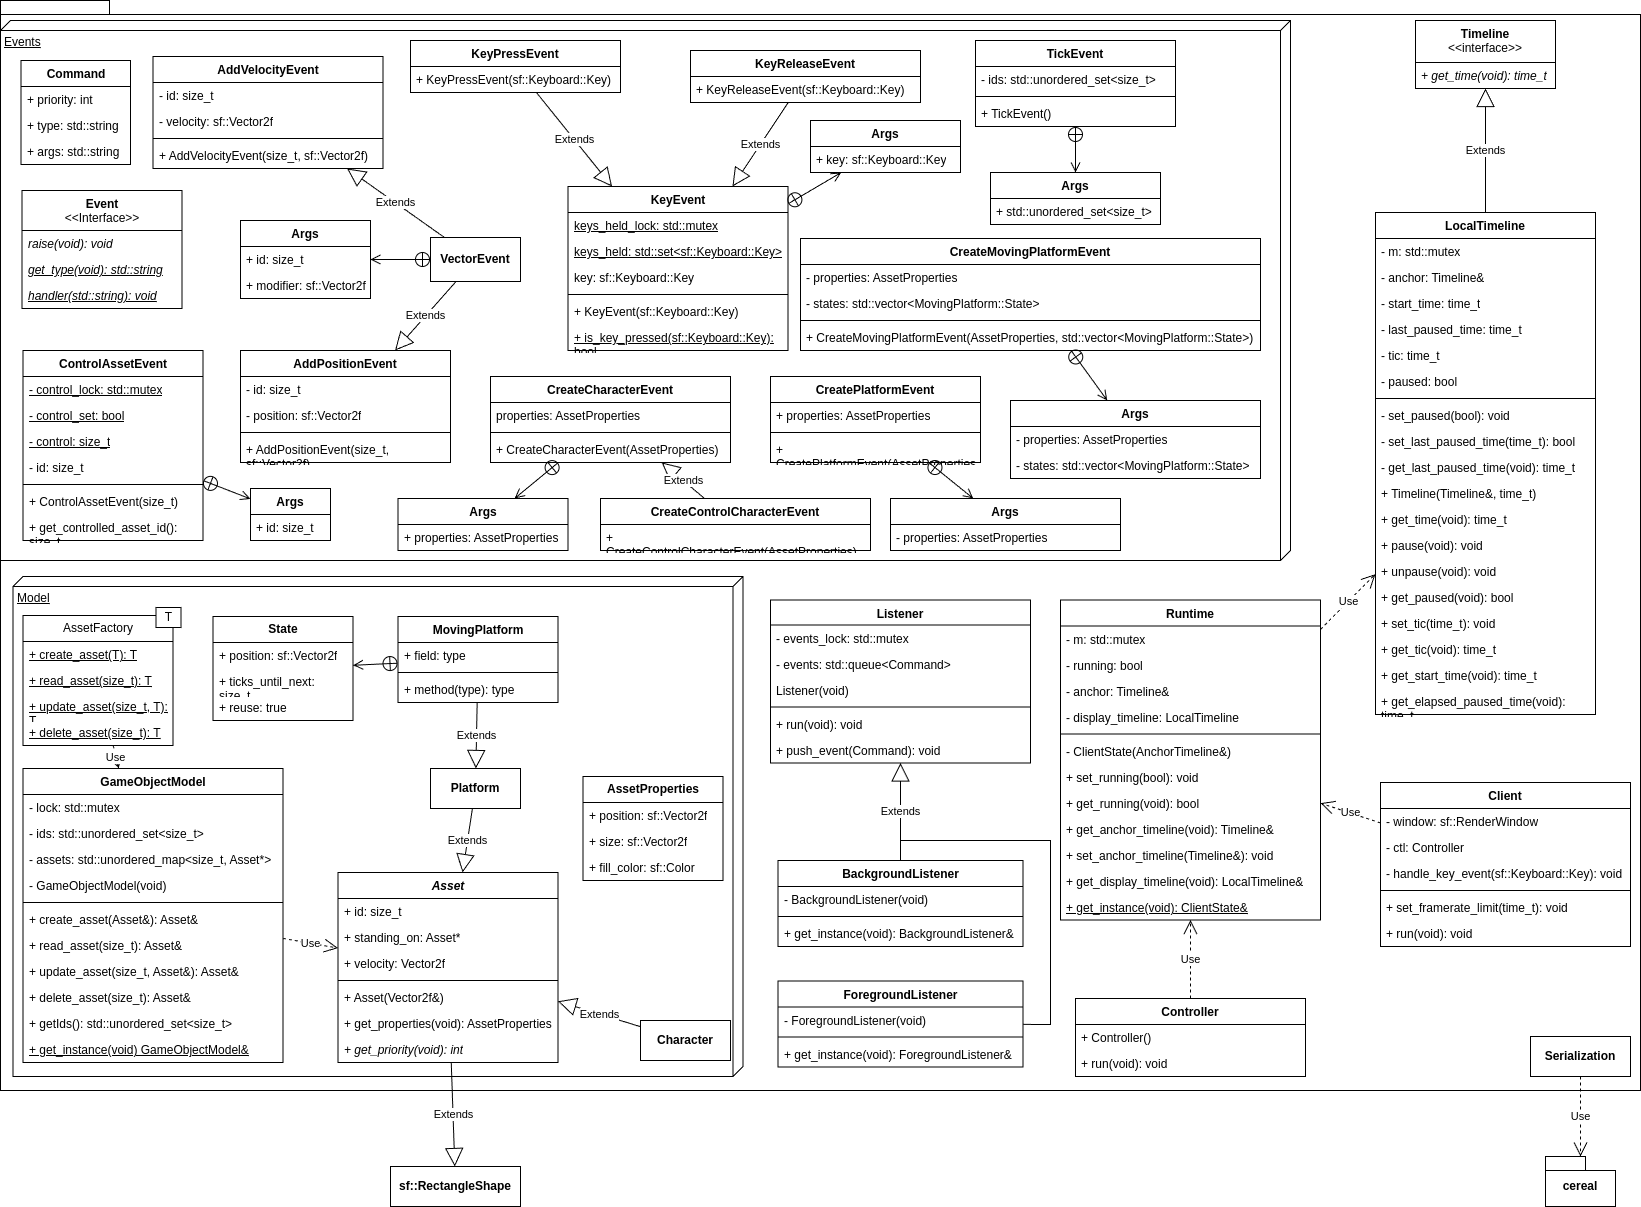 Events
Command
+ priority: int
+ type: std::string
+ args: std::string
AddVelocityEvent
- id: size_t
- velocity: sf::Vector2f
+ AddVelocityEvent(size_t, sf::Vector2f)
KeyPressEvent
+ KeyPressEvent(sf::Keyboard::Key)
KeyReleaseEvent
+ KeyReleaseEvent(sf::Keyboard::Key)
TickEvent
- ids: std::unordered_set<size_t>
+ TickEvent()
Timeline
<<interface>>
+ get_time(void): time_t
Extends
Extends
Extends
Extends
Args
+ key: sf::Keyboard::Key
Args
+ std::unordered_set<size_t>
Event
<<Interface>>
raise(void): void
get_type(void): std::string
handler(std::string): void
Args
+ id: size_t
+ modifier: sf::Vector2f
VectorEvent
Extends
KeyEvent
keys_held_lock: std::mutex
keys_held: std::set<sf::Keyboard::Key>
key: sf::Keyboard::Key
+ KeyEvent(sf::Keyboard::Key)
+ is_key_pressed(sf::Keyboard::Key):
bool
CreateMovingPlatformEvent
- properties: AssetProperties
- states: std::vector<MovingPlatform::State>
+ CreateMovingPlatformEvent(AssetProperties, std::vector<MovingPlatform::State>)
LocalTimeline
- m: std::mutex
- anchor: Timeline&
- start_time: time_t
- last_paused_time: time_t
- tic: time_t
- paused: bool
- set_paused(bool): void
- set_last_paused_time(time_t): bool
- get_last_paused_time(void): time_t
+ Timeline(Timeline&, time_t)
+ get_time(void): time_t
+ pause(void): void
+ unpause(void): void
+ get_paused(void): bool
+ set_tic(time_t): void
+ get_tic(void): time_t
+ get_start_time(void): time_t
+ get_elapsed_paused_time(void):
time_t
ControlAssetEvent
- control_lock: std::mutex
- control_set: bool
- control: size_t
- id: size_t
+ ControlAssetEvent(size_t)
+ get_controlled_asset_id():
size_t
AddPositionEvent
- id: size_t
- position: sf::Vector2f
+ AddPositionEvent(size_t,
sf::Vector2f)
CreateCharacterEvent
properties: AssetProperties
+ CreateCharacterEvent(AssetProperties)
CreatePlatformEvent
+ properties: AssetProperties
+
CreatePlatformEvent(AssetProperties
Args
- properties: AssetProperties
- states: std::vector<MovingPlatform::State>
Args
+ id: size_t
Extends
Args
+ properties: AssetProperties
CreateControlCharacterEvent
+
CreateControlCharacterEvent(AssetProperties)
Args
- properties: AssetProperties
Model
T
AssetFactory
+ create_asset(T): T
+ read_asset(size_t): T
+ update_asset(size_t, T):
T
+ delete_asset(size_t): T
Use
State
+ position: sf::Vector2f
+ ticks_until_next:
size_t
+ reuse: true
MovingPlatform
+ field: type
+ method(type): type
Extends
Platform
Extends
AssetProperties
+ position: sf::Vector2f
+ size: sf::Vector2f
+ fill_color: sf::Color
GameObjectModel
- lock: std::mutex
- ids: std::unordered_set<size_t>
- assets: std::unordered_map<size_t, Asset*>
- GameObjectModel(void)
+ create_asset(Asset&): Asset&
+ read_asset(size_t): Asset&
+ update_asset(size_t, Asset&): Asset&
+ delete_asset(size_t): Asset&
+ getIds(): std::unordered_set<size_t>
+ get_instance(void) GameObjectModel&
Use
Asset
+ id: size_t
+ standing_on: Asset*
+ velocity: Vector2f
+ Asset(Vector2f&)
+ get_properties(void): AssetProperties
+ get_priority(void): int
Extends
Character
Extends
sf::RectangleShape
Listener
- events_lock: std::mutex
- events: std::queue<Command>
Listener(void)
+ run(void): void
+ push_event(Command): void
Extends
BackgroundListener
- BackgroundListener(void)
+ get_instance(void): BackgroundListener&
ForegroundListener
- ForegroundListener(void)
+ get_instance(void): ForegroundListener&
Runtime
- m: std::mutex
- running: bool
- anchor: Timeline&
- display_timeline: LocalTimeline
- ClientState(AnchorTimeline&)
+ set_running(bool): void
+ get_running(void): bool
+ get_anchor_timeline(void): Timeline&
+ set_anchor_timeline(Timeline&): void
+ get_display_timeline(void): LocalTimeline&
+ get_instance(void): ClientState&
Use
Use
Client
- window: sf::RenderWindow
- ctl: Controller
- handle_key_event(sf::Keyboard::Key): void
+ set_framerate_limit(time_t): void
+ run(void): void
Use
Controller
+ Controller()
+ run(void): void
Serialization
Use
cereal